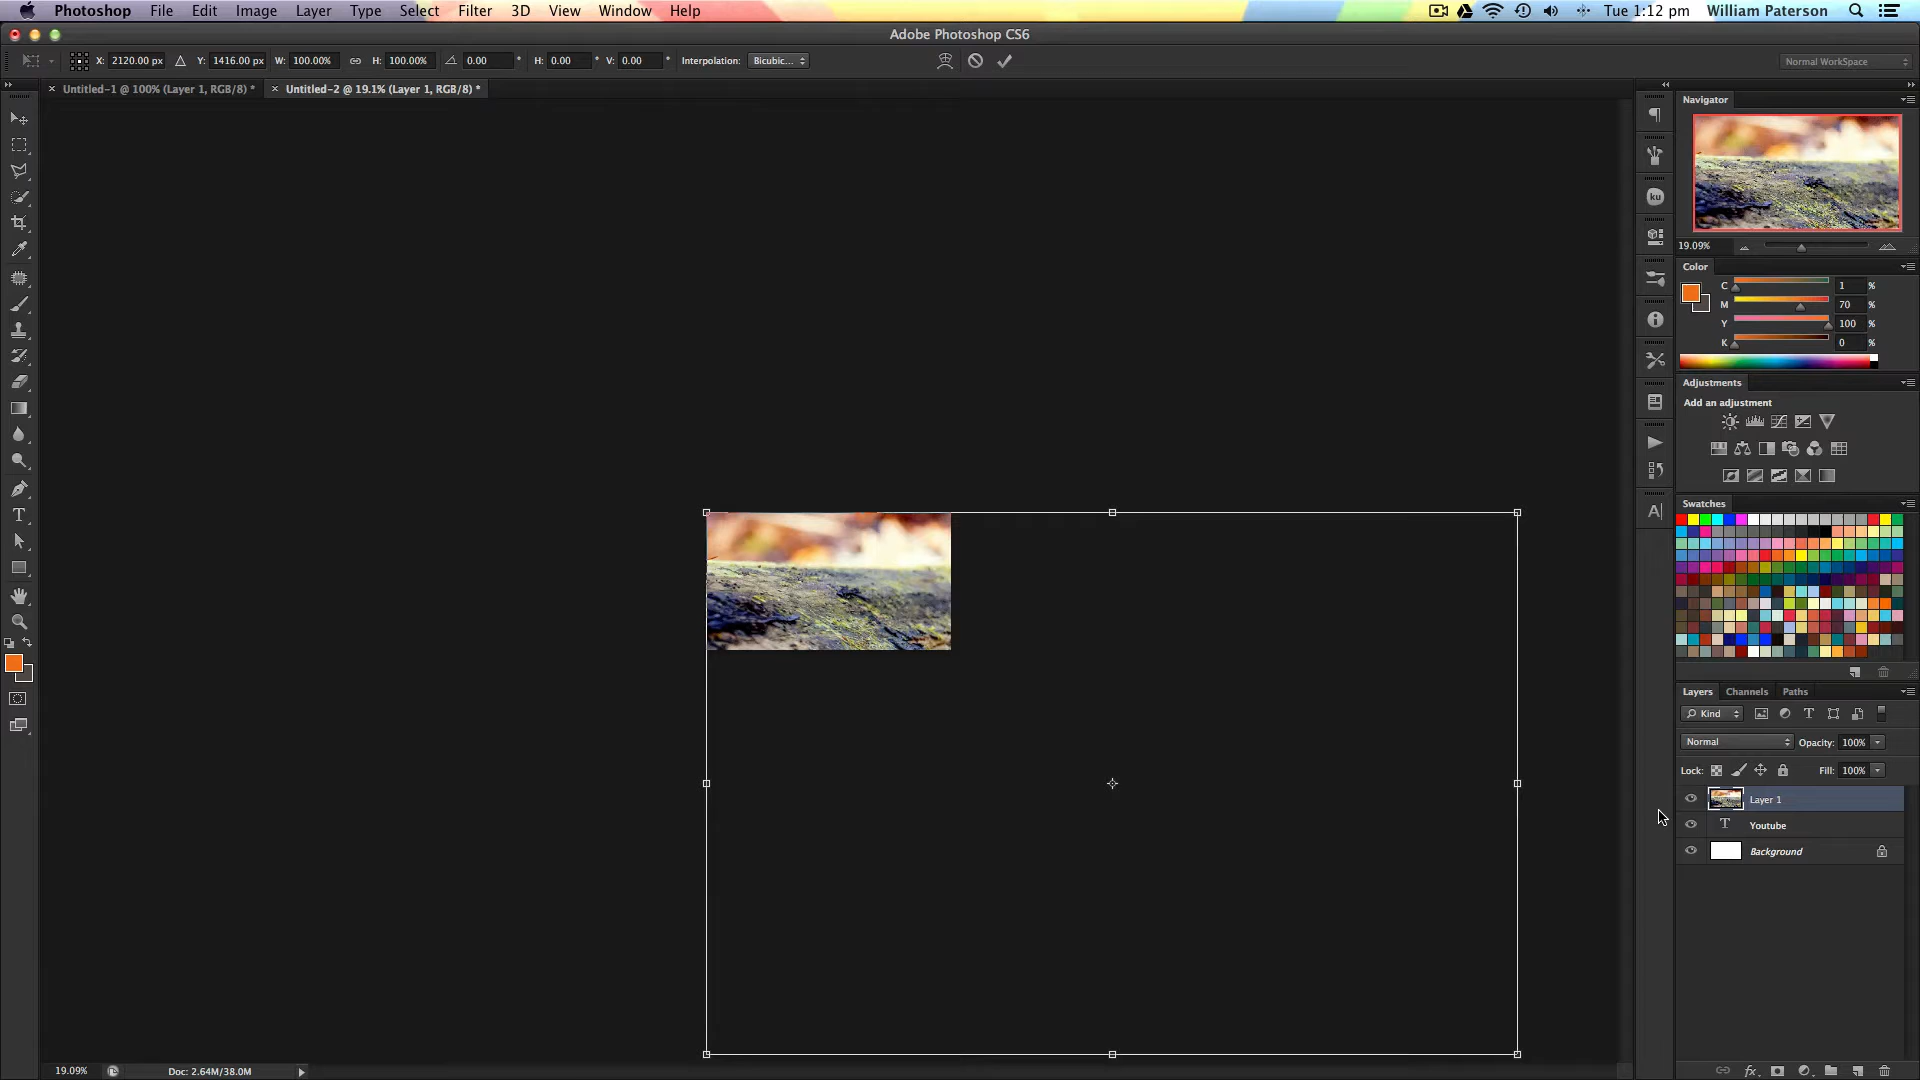 Photoshop File Edit Image Layer Type Select Filter 3D View Window Help Tue 1:12 pm William Paterson
Adobe Photoshop CS6
X: 2120.00 px Y: 1416.00 px W: 100.00% H: 100.00% 0.00 ° H: 0.00 ° V: 0.00 ° Interpolation: Bicubic... Normal WorkSpace
Untitled-1 @ 100% (Layer 1, RGB/8) * Untitled-2 @ 19.1% (Layer 1, RGB/8) *
Navigator
ku
19.09%
Color
C 1 %
M 70 %
Y 100 %
K 0 %
Adjustments
Add an adjustment
Swatches
Layers Channels Paths
Kind
Normal Opacity: 100%
Lock: Fill: 100%
Layer 1
T Youtube
Background
19.09% Doc: 2.64M/38.0M
fx